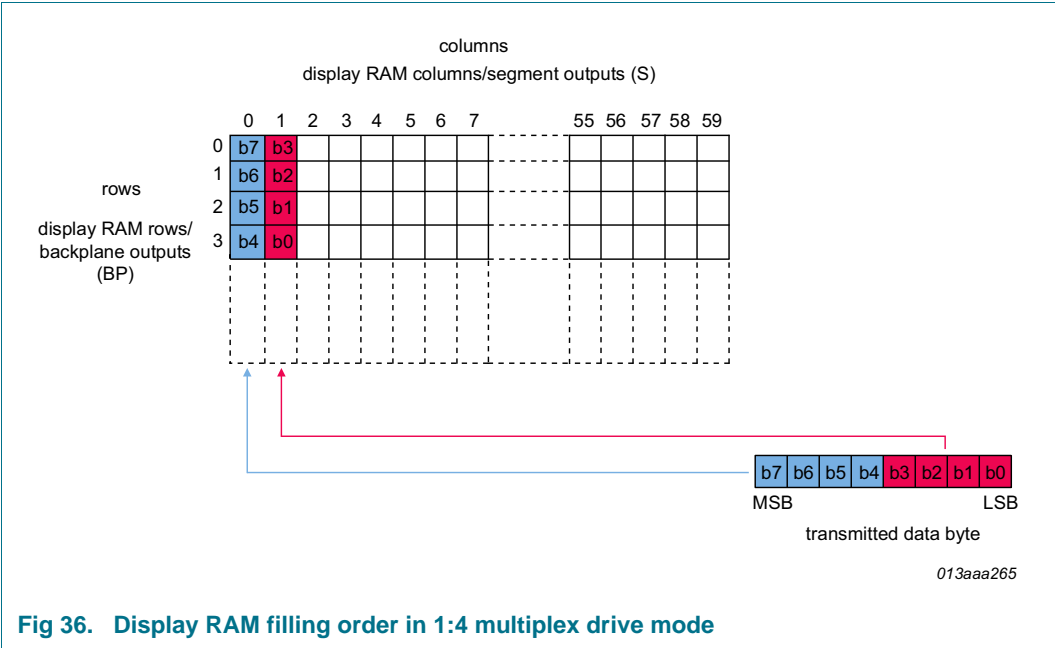 columns
display RAM columns/segment outputs (S)
0 1 2 3 4 5 6 7 55 56 57 58 59
0 b7 b3
1 b6 b2
rows
2 b5 b1
display RAM rows/
backplane outputs
(BP)
3 b4 b0
b7 b6 b5 b4 b3 b2 b1 b0
MSB LSB
transmitted data byte
013aaa265
Fig 36. Display RAM filling order in 1:4 multiplex drive mode